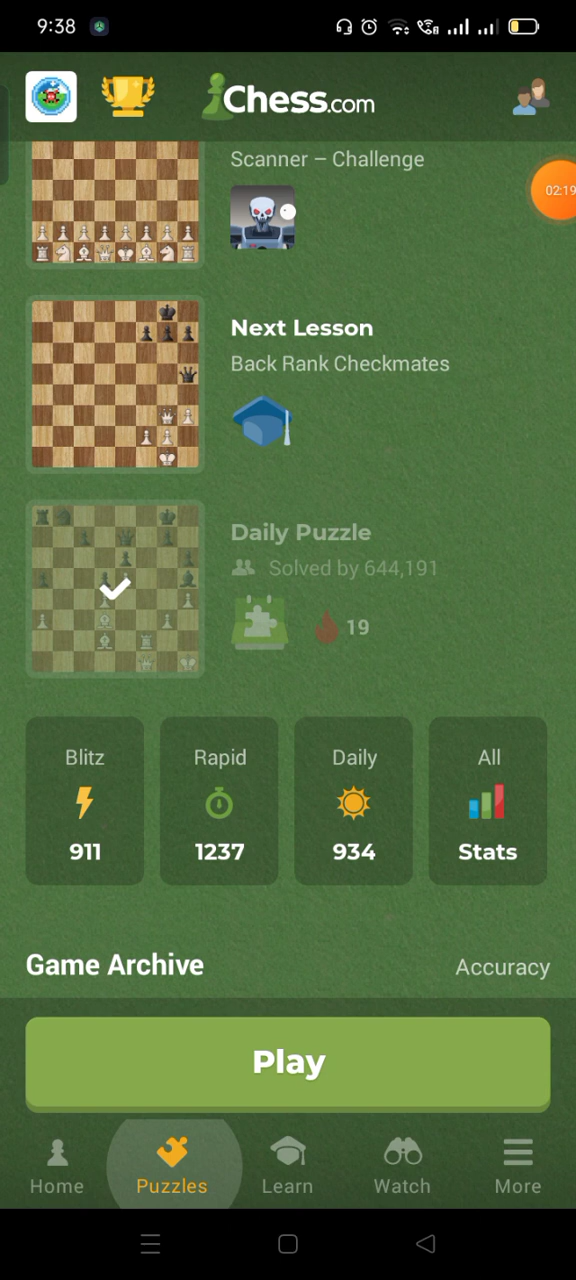 9:38
Chess.com
Scanner – Challenge
02:19
Next Lesson
Back Rank Checkmates
Daily Puzzle
Solved by 644,191
19
Blitz
911
Rapid
1237
Daily
934
All
Stats
Game Archive
Accuracy
Play
Home
Puzzles
Learn
Watch
More